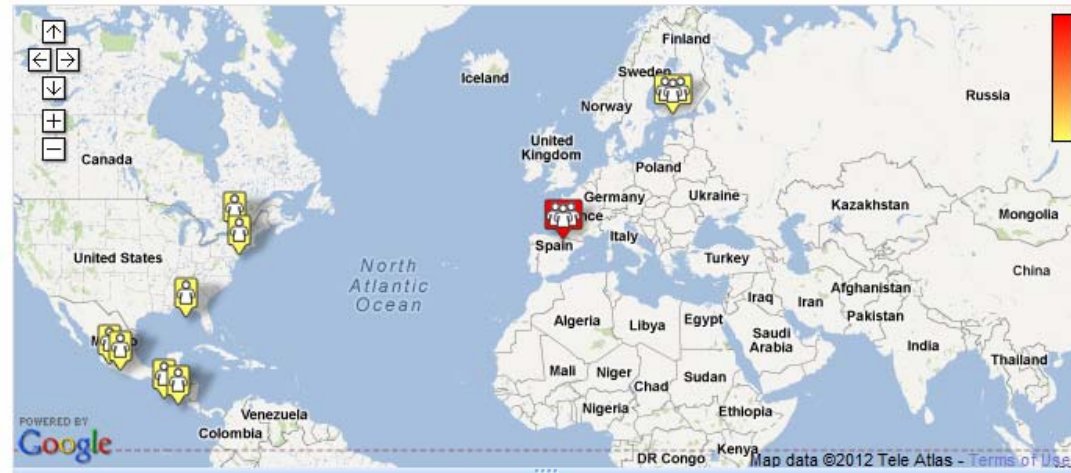 Finland
Sweden
Iceland
Norway
Russia
United
Kingdom
Canada
Poland
Germany
Ukraine
Kazakhstan
Mongolia
Spain
Italy
United States
Turkey
China
North
Atlantic
Ocean
Iraq
Iran
Afghanistan
Pakistan
Algeria
Libya
Egypt
Saudi
Arabia
India
Thailand
Mali
Niger
Chad
Sudan
Nigeria
Ethiopia
Venezuela
Colombia
DR Congo
Kenya
POWERED BY
Google
Map data ©2012 Tele Atlas - Terms of Use